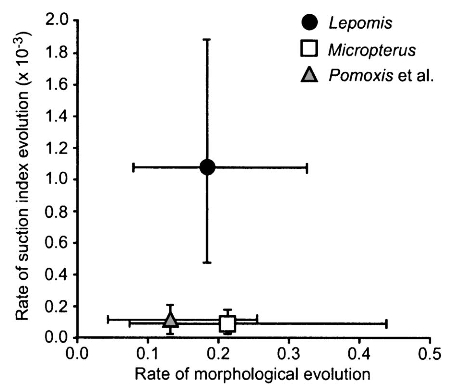 Lepomis
Micropterus
Pomoxis et al.
Rate of suction index evolution (x 10⁻³)
2.0
1.8
1.6
1.4
1.2
1.0
0.8
0.6
0.4
0.2
0.0
0.0 0.1 0.2 0.3 0.4 0.5
Rate of morphological evolution